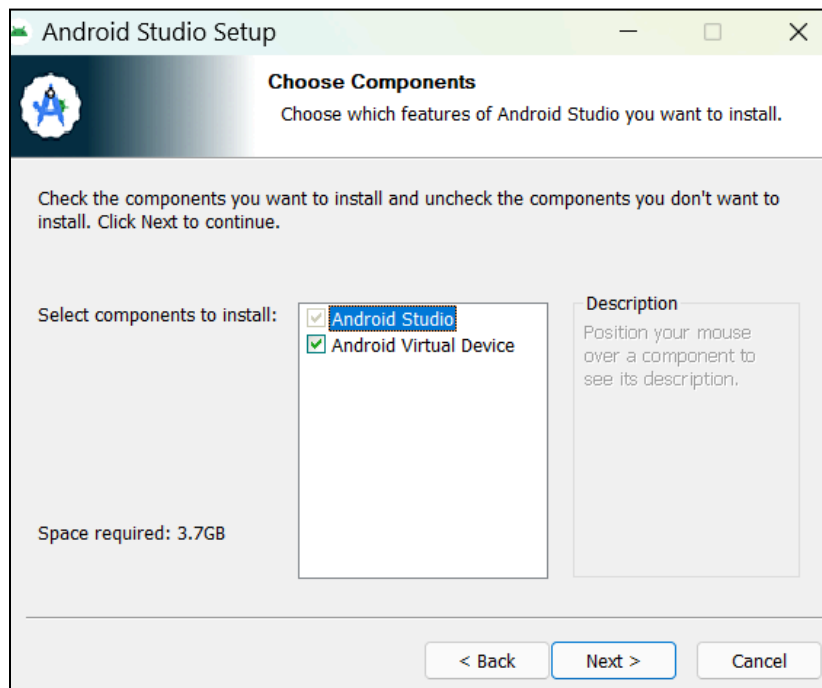 Android Studio Setup
Choose Components
Choose which features of Android Studio you want to install.
Check the components you want to install and uncheck the components you don't want to
install. Click Next to continue.
Select components to install:
Android Studio
Android Virtual Device
Description
Position your mouse
over a component to
see its description.
Space required: 3.7GB
< Back
Next >
Cancel